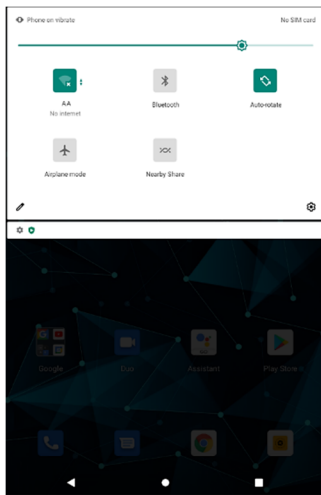 Phone on vibrate
No SIM card
AA
No internet
Bluetooth
Auto-rotate
Airplane mode
Nearby Share
Google
Duo
Assistant
Play Store